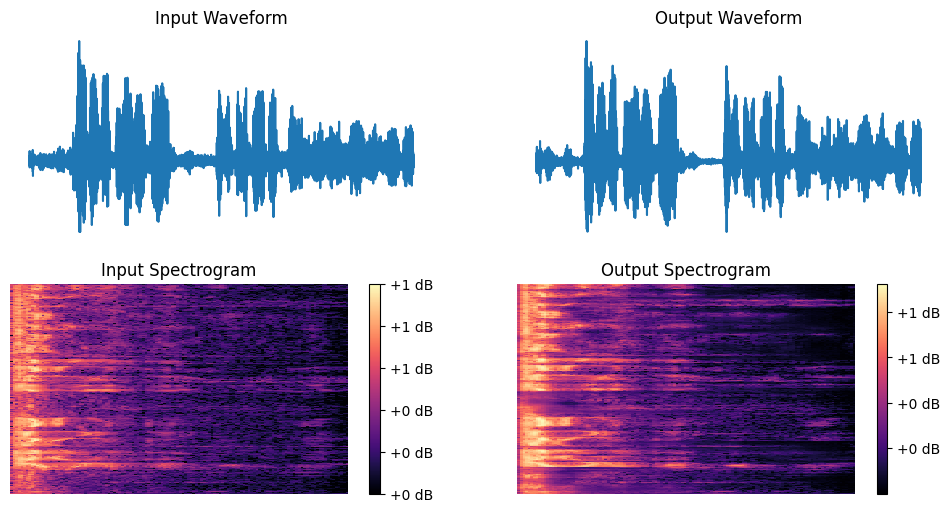 Input Waveform
Output Waveform
Input Spectrogram
+1 dB
+1 dB
+1 dB
+0 dB
+0 dB
+0 dB
Output Spectrogram
+1 dB
+1 dB
+0 dB
+0 dB